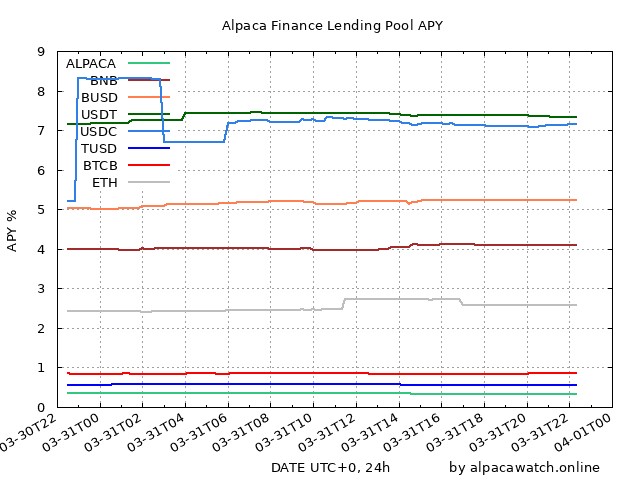 Alpaca Finance Lending Pool APY
9
8
7
6
5
4
3
2
1
0
APY %
ALPACA
BNB
BUSD
USDT
USDC
TUSD
BTCB
ETH
03-30T22
03-31T00
03-31T02
03-31T04
03-31T06
03-31T08
03-31T10
03-31T12
03-31T14
03-31T16
03-31T18
03-31T20
03-31T22
04-01T00
DATE UTC+0, 24h
by alpacawatch.online